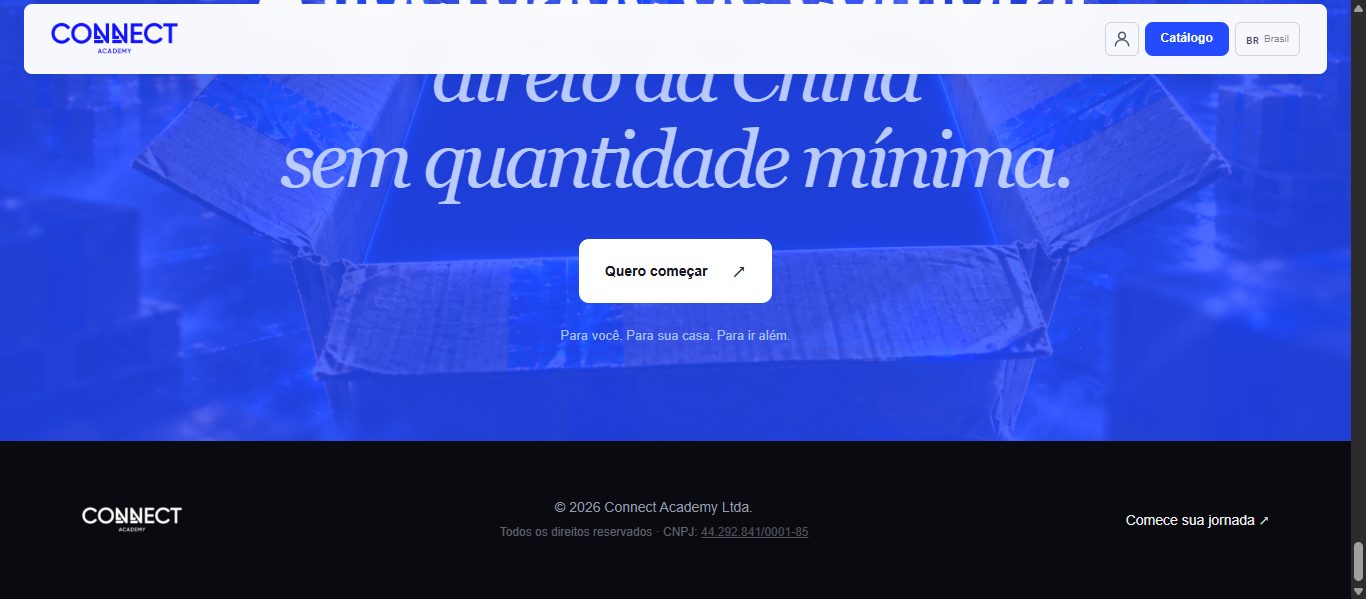 CONNECT
ACADEMY
Catálogo
BR Brasil
direto da China
sem quantidade mínima.
Quero começar ↗
Para você. Para sua casa. Para ir além.
CONNECT
ACADEMY
© 2026 Connect Academy Ltda.
Todos os direitos reservados · CNPJ: 44.292.841/0001-85
Comece sua jornada ↗